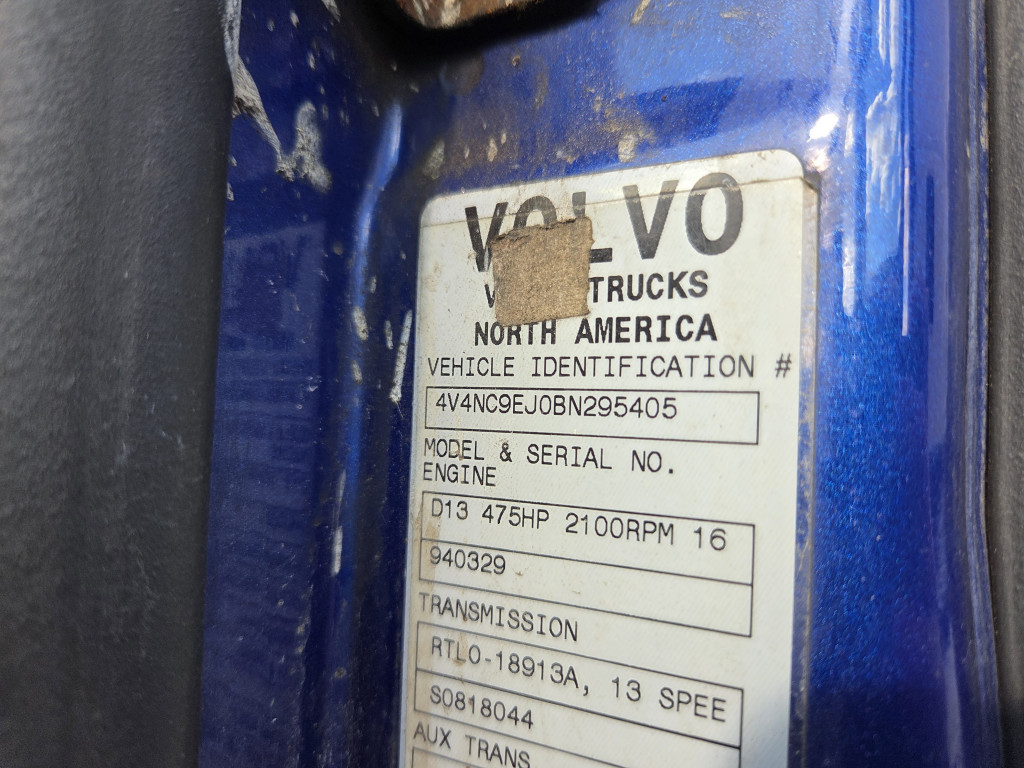 VOLVO
TRUCKS
NORTH AMERICA
VEHICLE IDENTIFICATION #
4V4NC9EJ0BN295405
MODEL & SERIAL NO.
ENGINE
D13 475HP 2100RPM 16
940329
TRANSMISSION
RTLO-18913A, 13 SPEE
S0818044
AUX TRANS